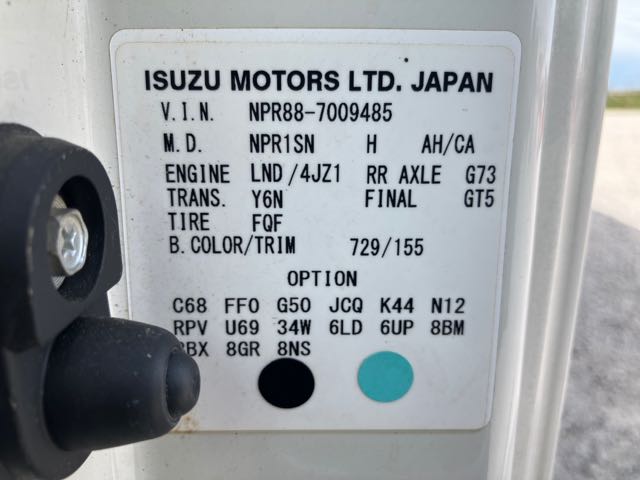 ISUZU MOTORS LTD. JAPAN
V.I.N. NPR88-7009485
M.D. NPR1SN H AH/CA
ENGINE LND/4JZ1 RR AXLE G73
TRANS. Y6N FINAL GT5
TIRE FQF
B.COLOR/TRIM 729/155
OPTION
C68 FF0 G50 JCQ K44 N12
RPV U69 34W 6LD 6UP 8BM
8GR 8NS